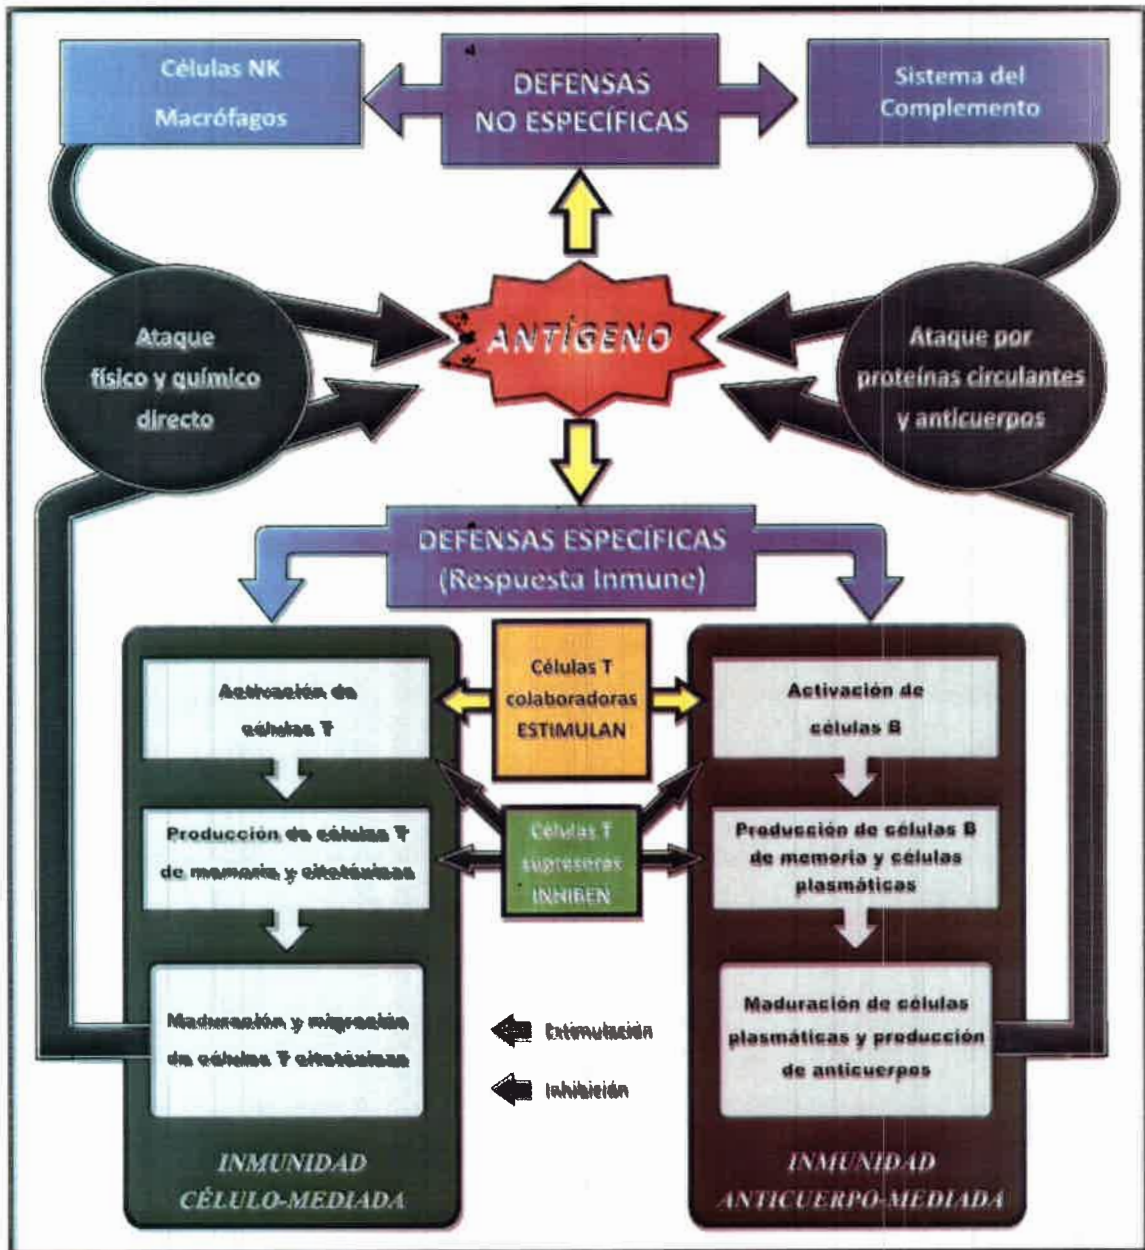 Células NK
Macrófagos
DEFENSAS
NO ESPECÍFICAS
Sistema del
Complemento
Ataque
físico y químico
directo
ANTÍGENO
Ataque por
proteínas circulantes
y anticuerpos
DEFENSAS ESPECÍFICAS
(Respuesta Inmune)
Activación de
células T
Células T
colaboradoras
ESTIMULAN
Activación de
células B
Producción de células T
de memoria y citotóxicas
Células T
supresoras
INHIBEN
Producción de células B
de memoria y células
plasmáticas
Maduración y migración
de células T citotóxicas
Estimulación
Inhibición
Maduración de células
plasmáticas y producción
de anticuerpos
INMUNIDAD
CÉLULO-MEDIADA
INMUNIDAD
ANTICUERPO-MEDIADA